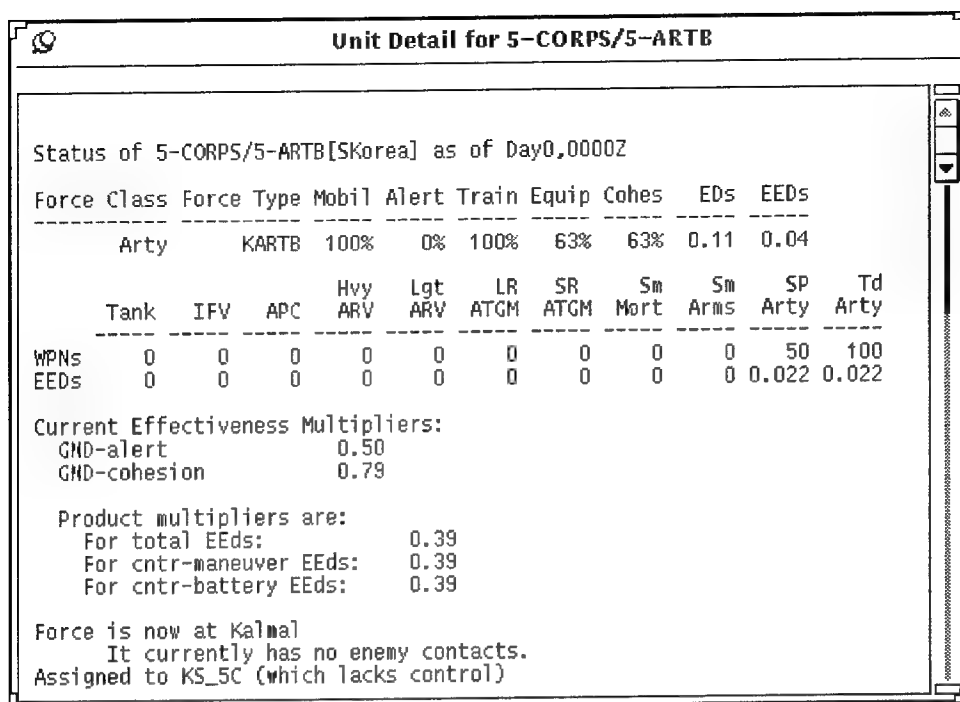 Unit Detail for 5-CORPS/5-ARTB
Status of 5-CORPS/5-ARTB[SKorea] as of Day0,0000Z
Force Class Force Type Mobil Alert Train Equip Cohes EDs EEDs
----------- ---------- ----- ----- ----- ----- ----- ----- -----
Arty KARTB 100% 0% 100% 63% 63% 0.11 0.04
Hvy Lgt LR SR Sm Sm SP Td
Tank IFV APC ARV ARV ATGM ATGM Mort Arms Arty Arty
----- ----- ----- ----- ----- ----- ----- ----- ----- ----- -----
WPNs 0 0 0 0 0 0 0 0 0 50 100
EEDs 0 0 0 0 0 0 0 0 0 0.022 0.022
Current Effectiveness Multipliers:
GND-alert 0.50
GND-cohesion 0.79
Product multipliers are:
For total EEds: 0.39
For cntr-maneuver EEds: 0.39
For cntr-battery EEds: 0.39
Force is now at Kalmal
It currently has no enemy contacts.
Assigned to KS_5C (which lacks control)